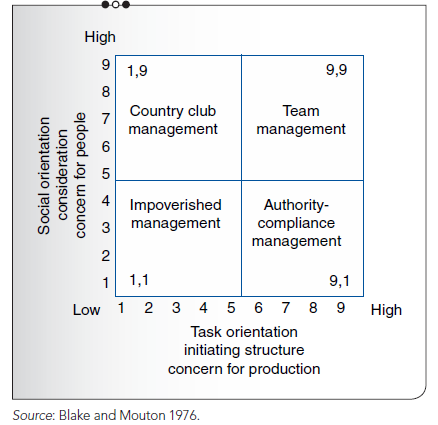 High
9
8
7
6
5
4
3
2
1
Social orientation
consideration
concern for people
1,9
9,9
Country club
management
Team
management
Impoverished
management
Authority-
compliance
management
1,1
9,1
Low 1 2 3 4 5 6 7 8 9 High
Task orientation
initiating structure
concern for production
Source: Blake and Mouton 1976.